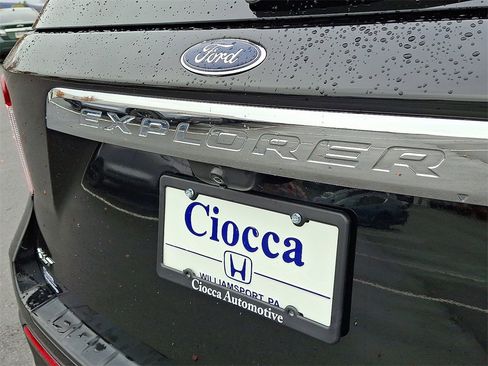 Ford
EXPLORER
Ciocca
WILLIAMSPORT, PA
Ciocca Automotive